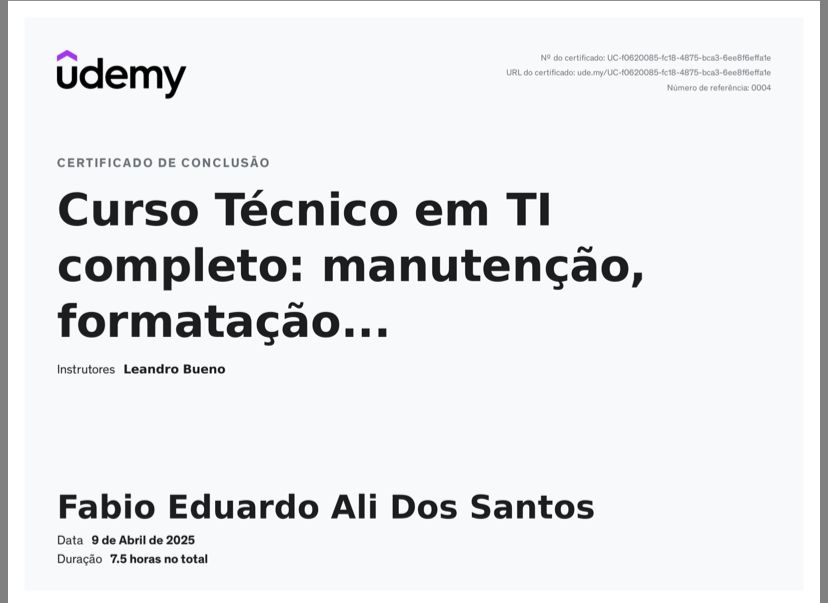 udemy
Nº do certificado: UC-f0620085-fc18-4875-bca3-6ee8f6effa1e
URL do certificado: ude.my/UC-f0620085-fc18-4875-bca3-6ee8f6effa1e
Número de referência: 0004
CERTIFICADO DE CONCLUSÃO
Curso Técnico em TI
completo: manutenção,
formatação...
Instrutores Leandro Bueno
Fabio Eduardo Ali Dos Santos
Data 9 de Abril de 2025
Duração 7.5 horas no total